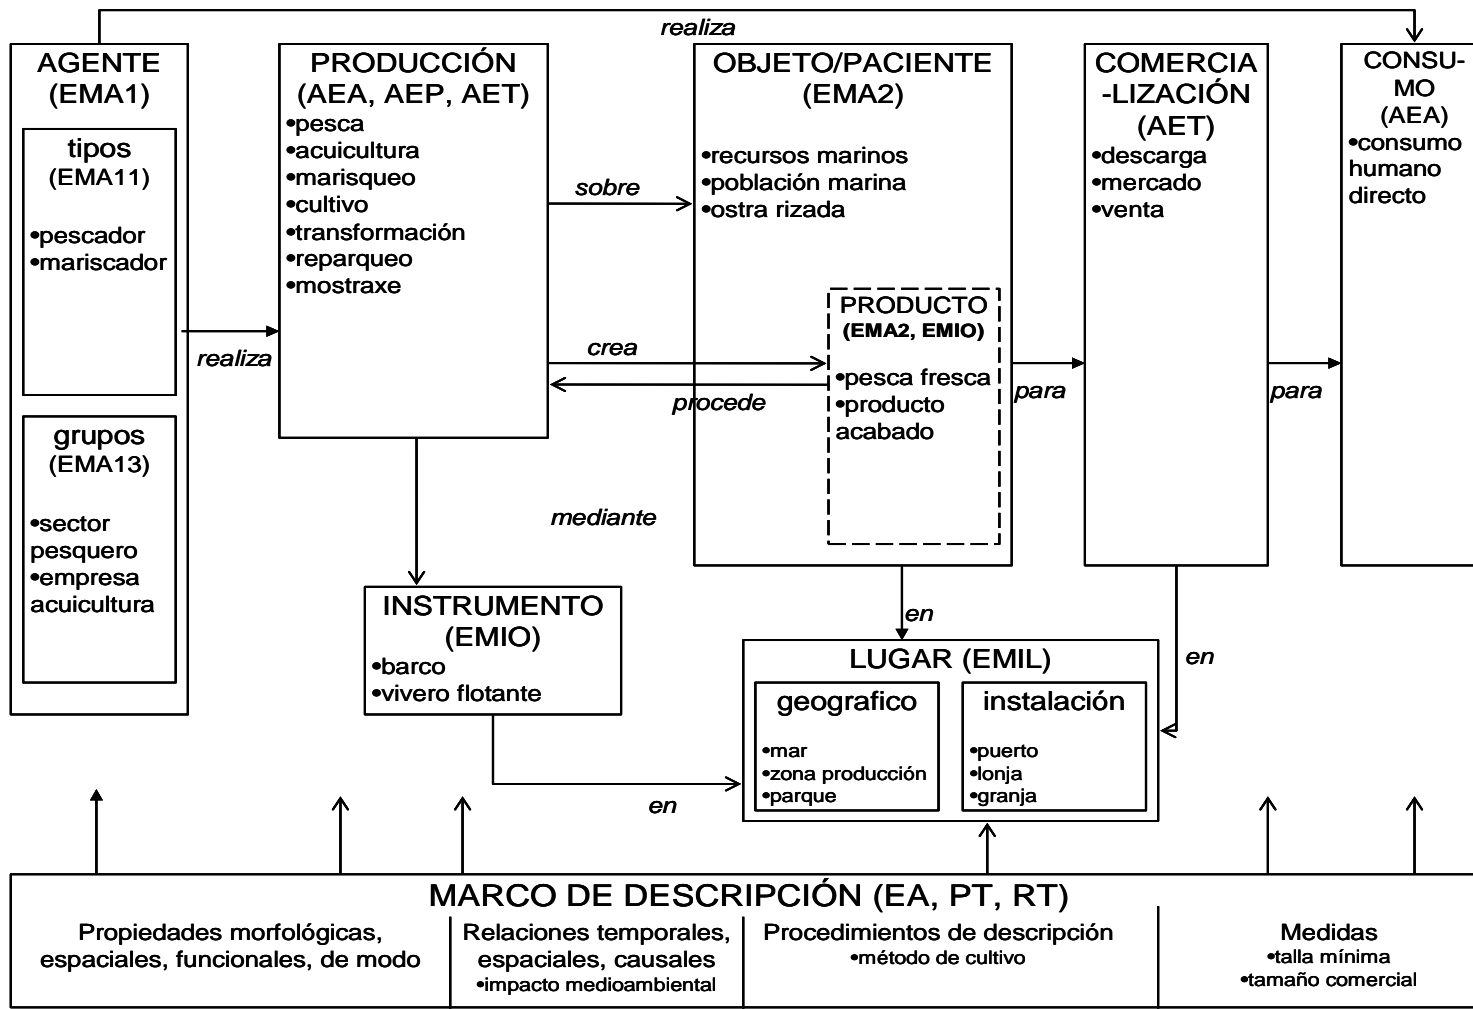 realiza
AGENTE
(EMA1)
tipos
(EMA11)
•pescador
•mariscador
grupos
(EMA13)
•sector
pesquero
•empresa
acuicultura
realiza
PRODUCCIÓN
(AEA, AEP, AET)
•pesca
•acuicultura
•marisqueo
•cultivo
•transformación
•reparqueo
•mostraxe
sobre
crea
procede
mediante
OBJETO/PACIENTE
(EMA2)
•recursos marinos
•población marina
•ostra rizada
PRODUCTO
(EMA2, EMIO)
•pesca fresca
•producto
acabado
para
COMERCIA
-LIZACIÓN
(AET)
•descarga
•mercado
•venta
para
CONSU-
MO
(AEA)
•consumo
humano
directo
INSTRUMENTO
(EMIO)
•barco
•vivero flotante
en
en
en
LUGAR (EMIL)
geografico
•mar
•zona producción
•parque
instalación
•puerto
•lonja
•granja
MARCO DE DESCRIPCIÓN (EA, PT, RT)
Propiedades morfológicas,
espaciales, funcionales, de modo
Relaciones temporales,
espaciales, causales
•impacto medioambiental
Procedimientos de descripción
•método de cultivo
Medidas
•talla mínima
•tamaño comercial